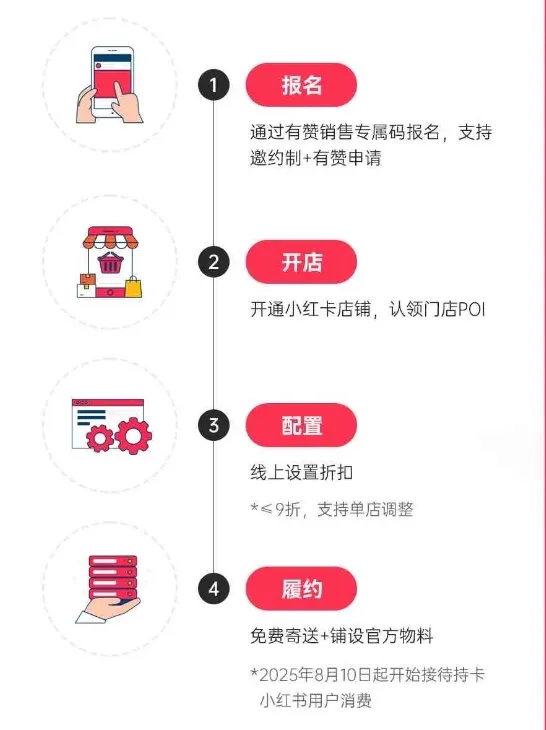 1 报名
通过有赞销售专属码报名，支持
邀约制+有赞申请
2 开店
开通小红卡店铺，认领门店POI
3 配置
线上设置折扣
*≤9折，支持单店调整
4 履约
免费寄送+铺设官方物料
*2025年8月10日起开始接待持卡
小红书用户消费